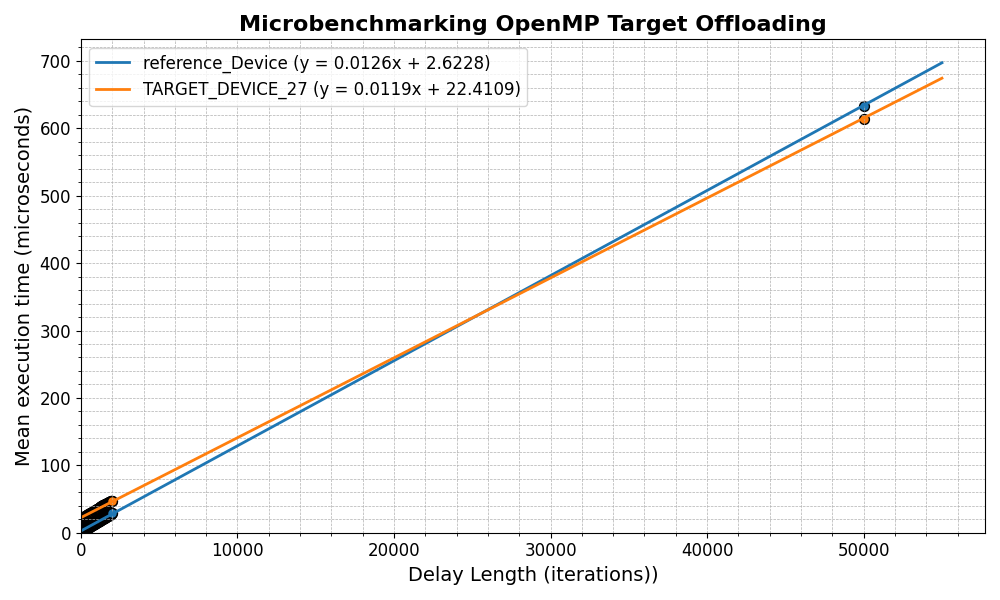 Microbenchmarking OpenMP Target Offloading
reference_Device (y = 0.0126x + 2.6228)
TARGET_DEVICE_27 (y = 0.0119x + 22.4109)
Mean execution time (microseconds)
700
600
500
400
300
200
100
0
0 10000 20000 30000 40000 50000
Delay Length (iterations))